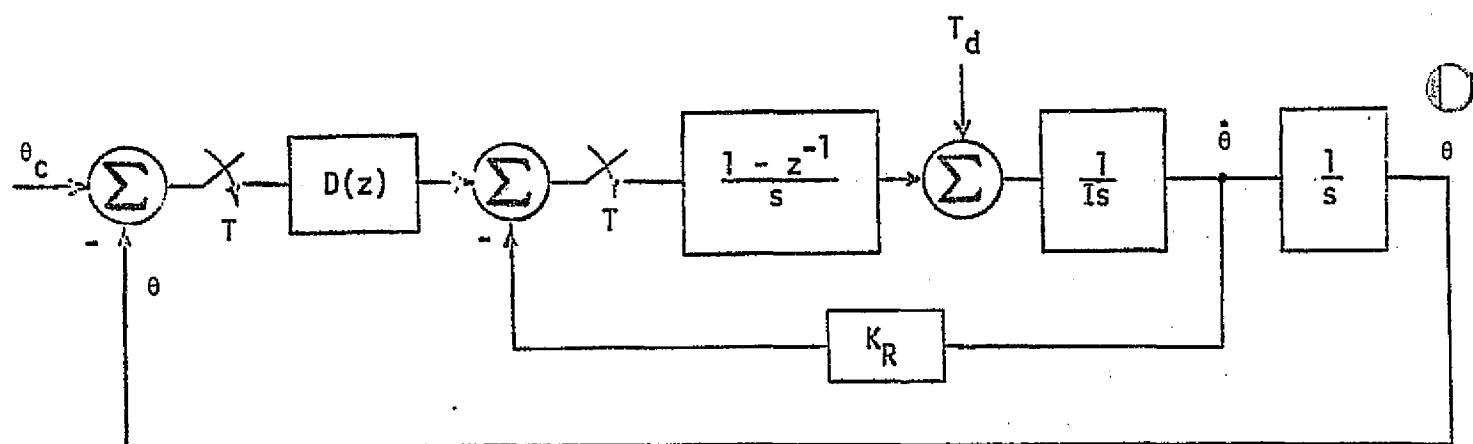 T_d
θ_c
Σ
T
D(z)
Σ
T
1 - z^{-1}
s
Σ
1
Is
θ̇
1
s
θ
-
-
θ
K_R